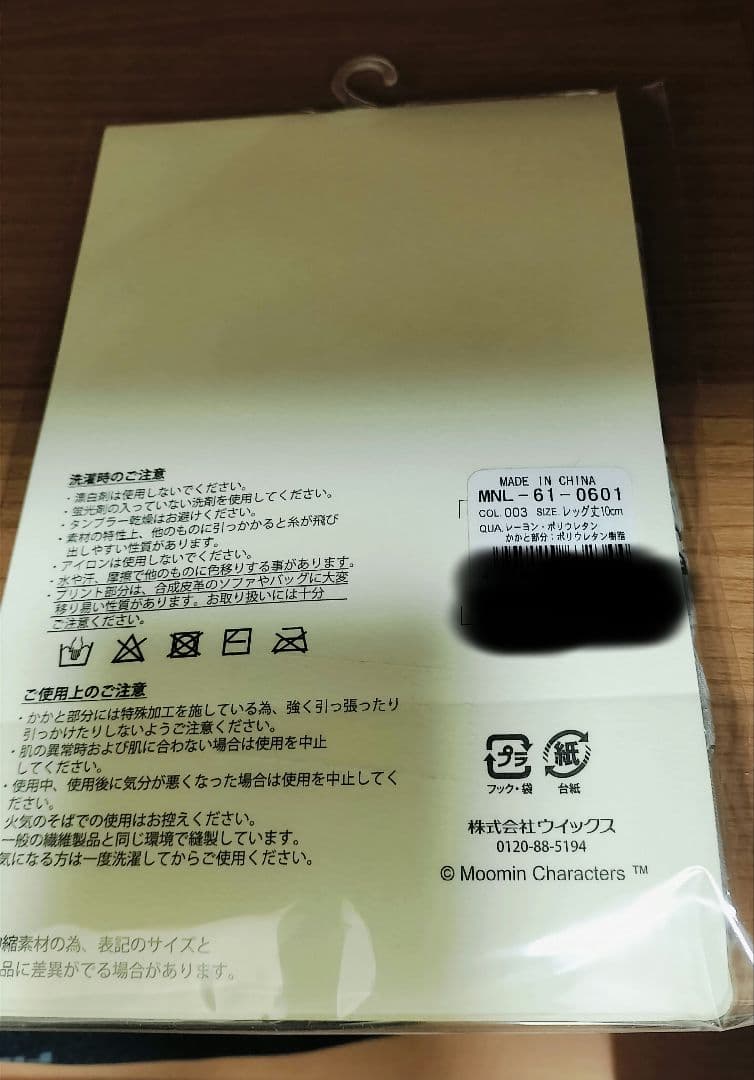 洗濯時のご注意
・漂白剤は使用しないでください。
・蛍光剤の入っていない洗剤を使用してください。
・タンブラー乾燥はお避けください。
・素材の特性上、他のものに引っかかると糸が飛び
出しやすい性質があります。
・アイロンは使用しないでください。
・水や汗、摩擦で他のものに色移りする事があります。
・プリント部分は、合成皮革のソファやバッグに大変
移り易い性質があります。お取り扱いには十分
ご注意ください。
ご使用上のご注意
・かかと部分には特殊加工を施している為、強く引っ張ったり
引っかけたりしないようご注意ください。
・肌の異常時および肌に合わない場合は使用を中止
してください。
・使用中、使用後に気分が悪くなった場合は使用を中止してく
ださい。
火気のそばでの使用はお控えください。
一般の繊維製品と同じ環境で縫製しています。
気になる方は一度洗濯してからご使用ください。
縮素材の為、表記のサイズと
品に差異がでる場合があります。
MADE IN CHINA
MNL-61-0601
COL. 003 SIZE. レッグ丈10cm
QUA. レーヨン・ポリウレタン
かかと部分：ポリウレタン樹脂
プラ
紙
フック・袋
台紙
株式会社ウイックス
0120-88-5194
© Moomin Characters ™